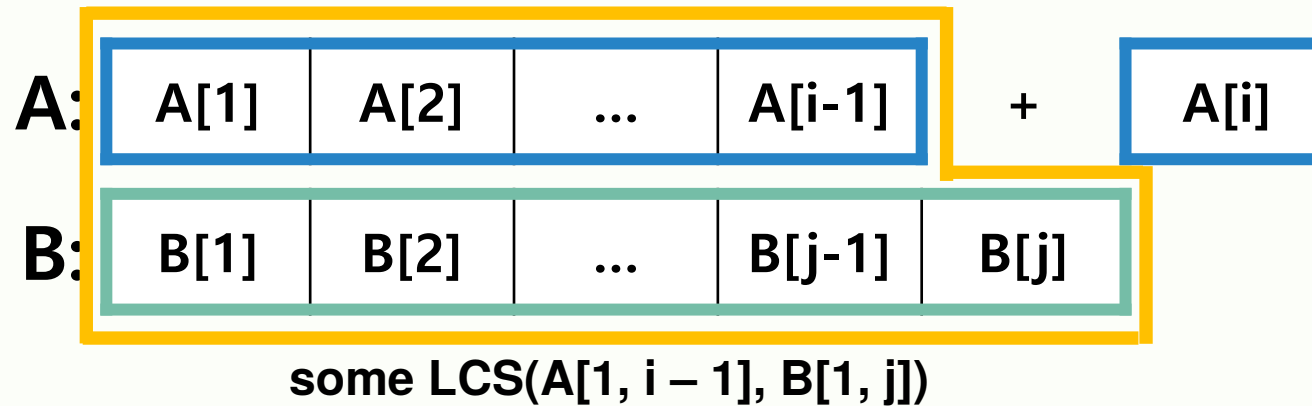 A: A[1] A[2] ... A[i-1] + A[i]
B: B[1] B[2] ... B[j-1] B[j]
some LCS(A[1, i – 1], B[1, j])